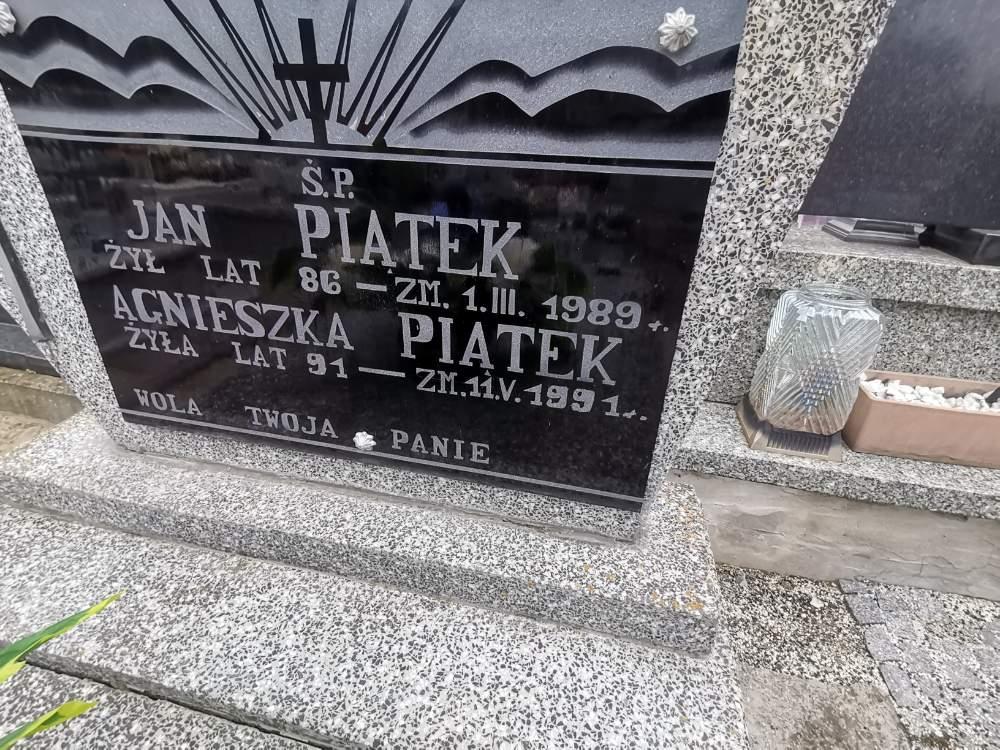 Ś.P.
JAN PIĄTEK
ŻYŁ LAT 86 — ZM. 1.III. 1989 r.
AGNIESZKA PIĄTEK
ŻYŁA LAT 91 — ZM. 11.V. 1991 r.
WOLA TWOJA PANIE